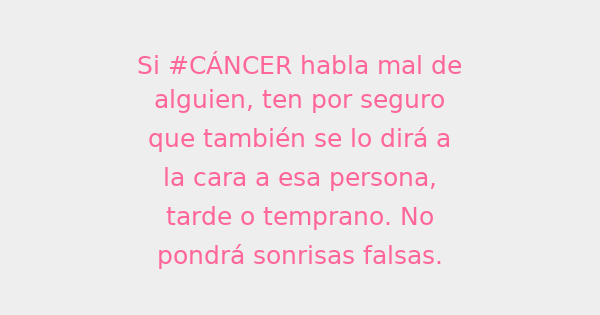 Si #CÁNCER habla mal de
alguien, ten por seguro
que también se lo dirá a
la cara a esa persona,
tarde o temprano. No
pondrá sonrisas falsas.